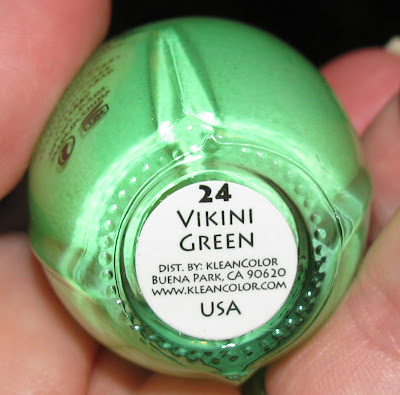 24
VIKINI
GREEN
DIST. BY: KLEANCOLOR
BUENA PARK, CA 90620
WWW.KLEANCOLOR.COM
USA